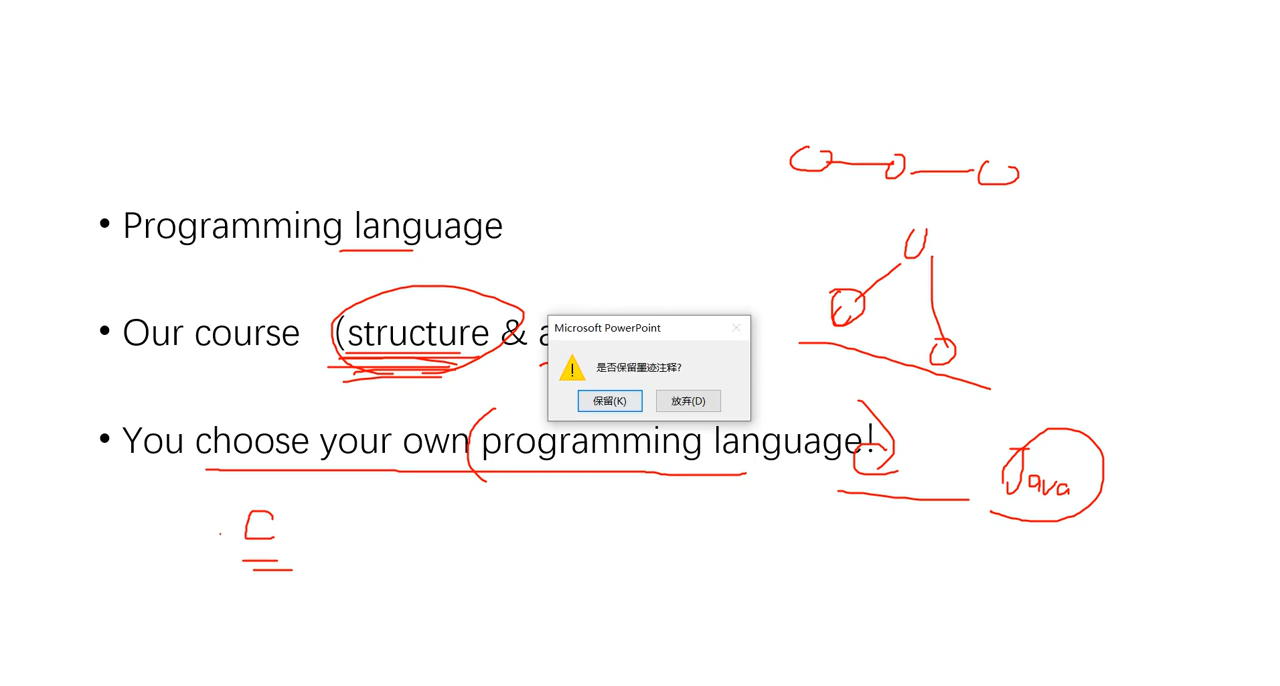 • Programming language
• Our course (structure & a
Microsoft PowerPoint
是否保留墨迹注释?
保留(K) 放弃(D)
• You choose your own programming language!
Java
C